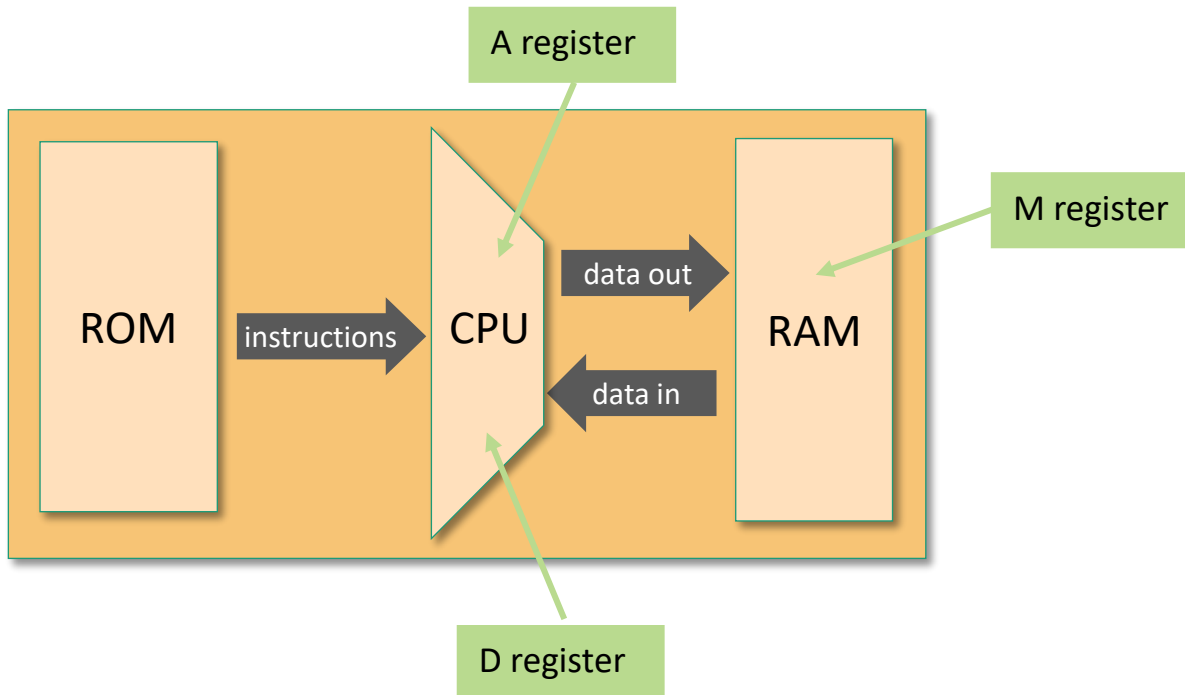 A register
M register
data out
ROM
instructions
CPU
RAM
data in
D register